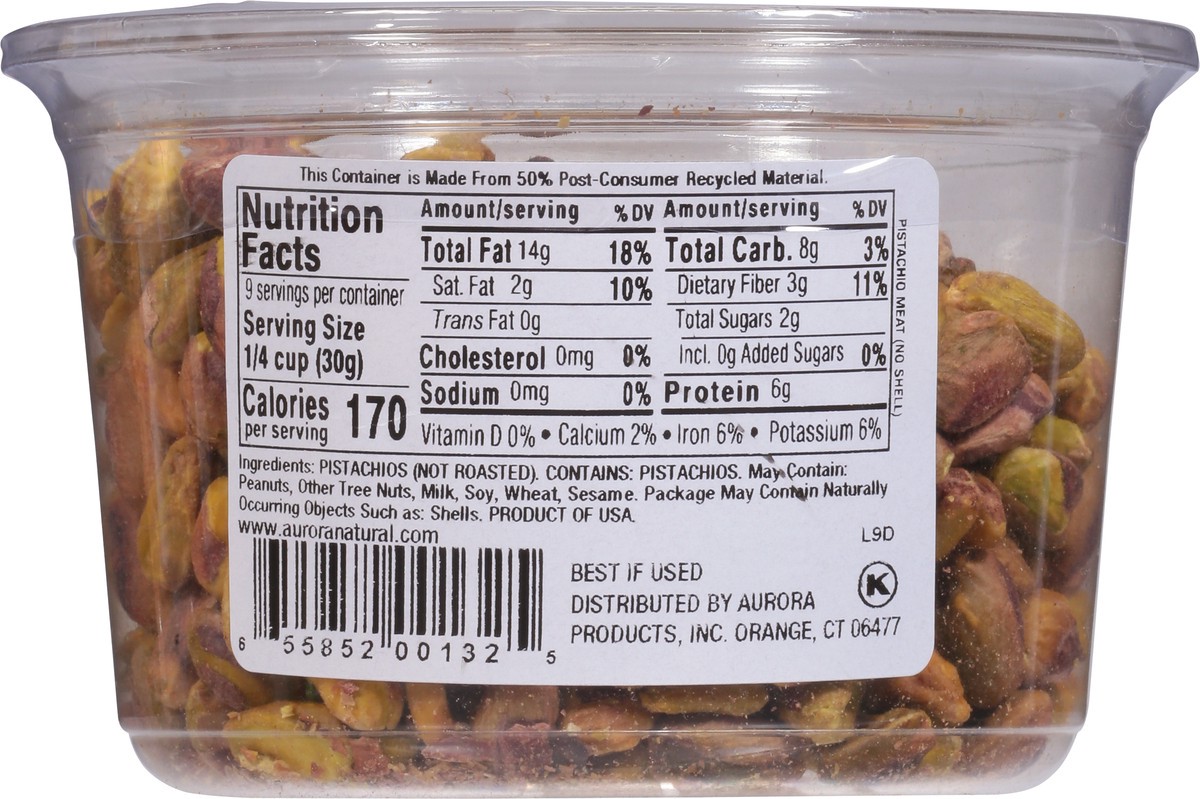 This Container is Made From 50% Post-Consumer Recycled Material.
Nutrition
Facts
9 servings per container
Serving Size
1/4 cup (30g)
Calories
per serving
170
Amount/serving % DV
Total Fat 14g 18%
Sat. Fat 2g 10%
Trans Fat 0g
Cholesterol 0mg 0%
Sodium 0mg 0%
Amount/serving % DV
Total Carb. 8g 3%
Dietary Fiber 3g 11%
Total Sugars 2g
Incl. 0g Added Sugars 0%
Protein 6g
Vitamin D 0% • Calcium 2% • Iron 6% • Potassium 6%
PISTACHIO MEAT (NO SHELL)
Ingredients: PISTACHIOS (NOT ROASTED). CONTAINS: PISTACHIOS. May Contain:
Peanuts, Other Tree Nuts, Milk, Soy, Wheat, Sesame. Package May Contain Naturally
Occurring Objects Such as: Shells. PRODUCT OF USA.
www.auroranatural.com
L9D
6 55852 00132 5
BEST IF USED
DISTRIBUTED BY AURORA
PRODUCTS, INC. ORANGE, CT 06477
K